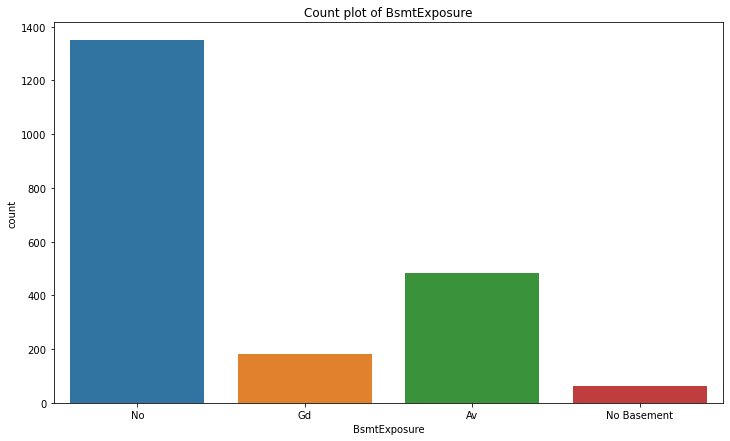 Count plot of BsmtExposure
1400
1200
1000
800
600
400
200
0
count
No Gd Av No Basement
BsmtExposure